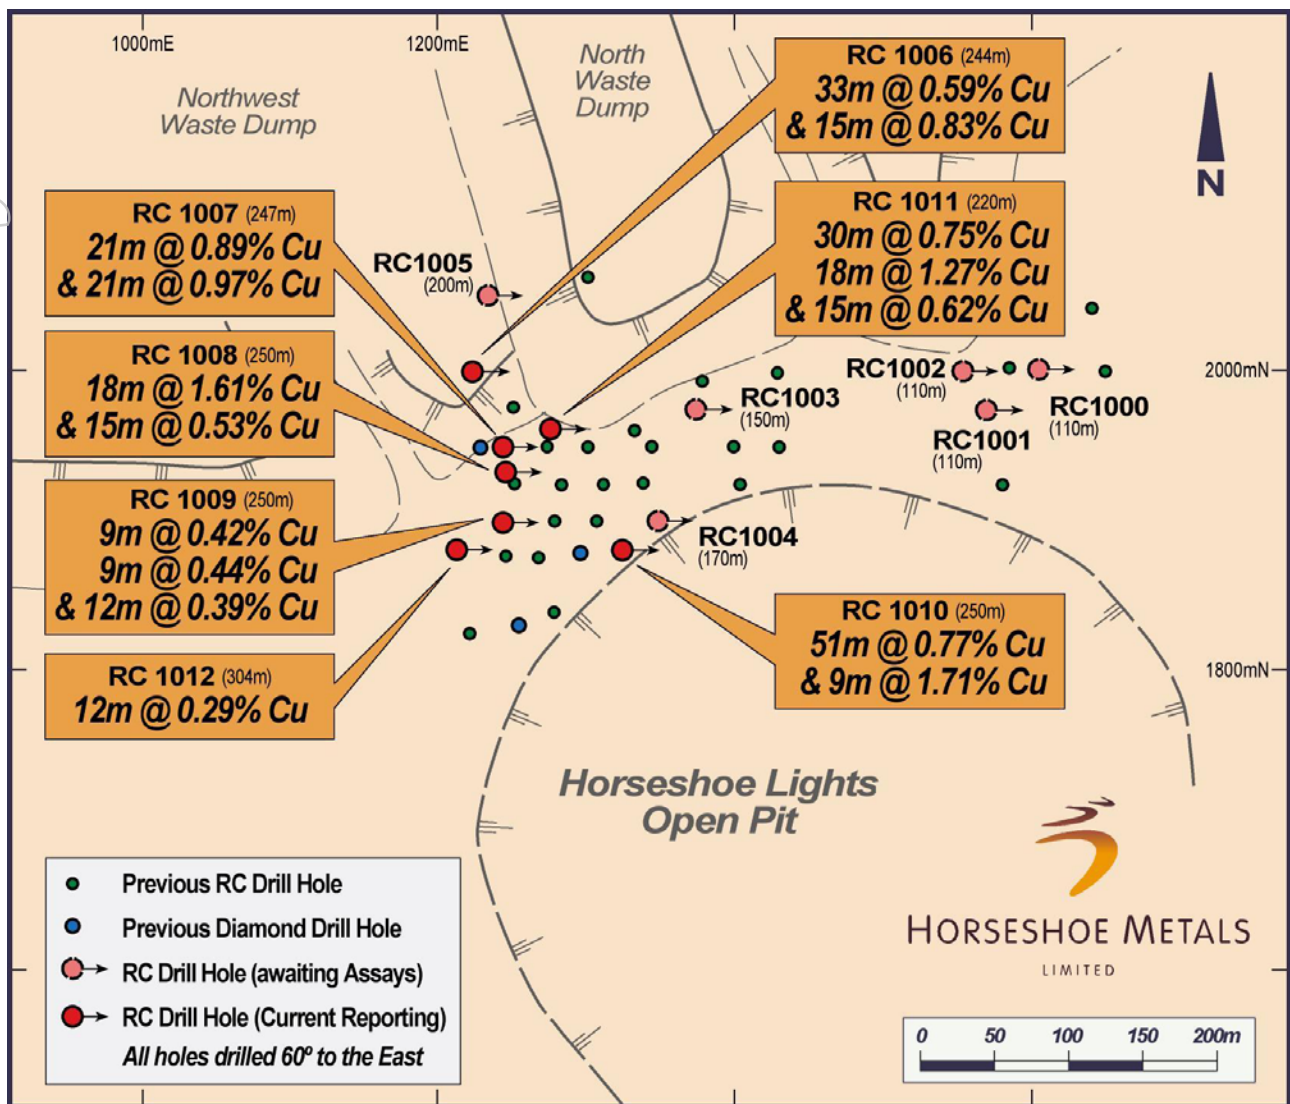 1000mE
1200mE
Northwest
Waste Dump
North
Waste
Dump
RC 1006 (244m)
33m @ 0.59% Cu
& 15m @ 0.83% Cu
N
RC 1007 (247m)
21m @ 0.89% Cu
& 21m @ 0.97% Cu
RC 1011 (220m)
30m @ 0.75% Cu
18m @ 1.27% Cu
& 15m @ 0.62% Cu
RC1005
(200m)
RC 1008 (250m)
18m @ 1.61% Cu
& 15m @ 0.53% Cu
RC1002
(110m)
2000mN
RC1003
(150m)
RC1000
(110m)
RC1001
(110m)
RC 1009 (250m)
9m @ 0.42% Cu
9m @ 0.44% Cu
& 12m @ 0.39% Cu
RC1004
(170m)
RC 1010 (250m)
51m @ 0.77% Cu
& 9m @ 1.71% Cu
RC 1012 (304m)
12m @ 0.29% Cu
1800mN
Horseshoe Lights
Open Pit
Previous RC Drill Hole
Previous Diamond Drill Hole
RC Drill Hole (awaiting Assays)
RC Drill Hole (Current Reporting)
All holes drilled 60º to the East
HORSESHOE METALS
LIMITED
0 50 100 150 200m